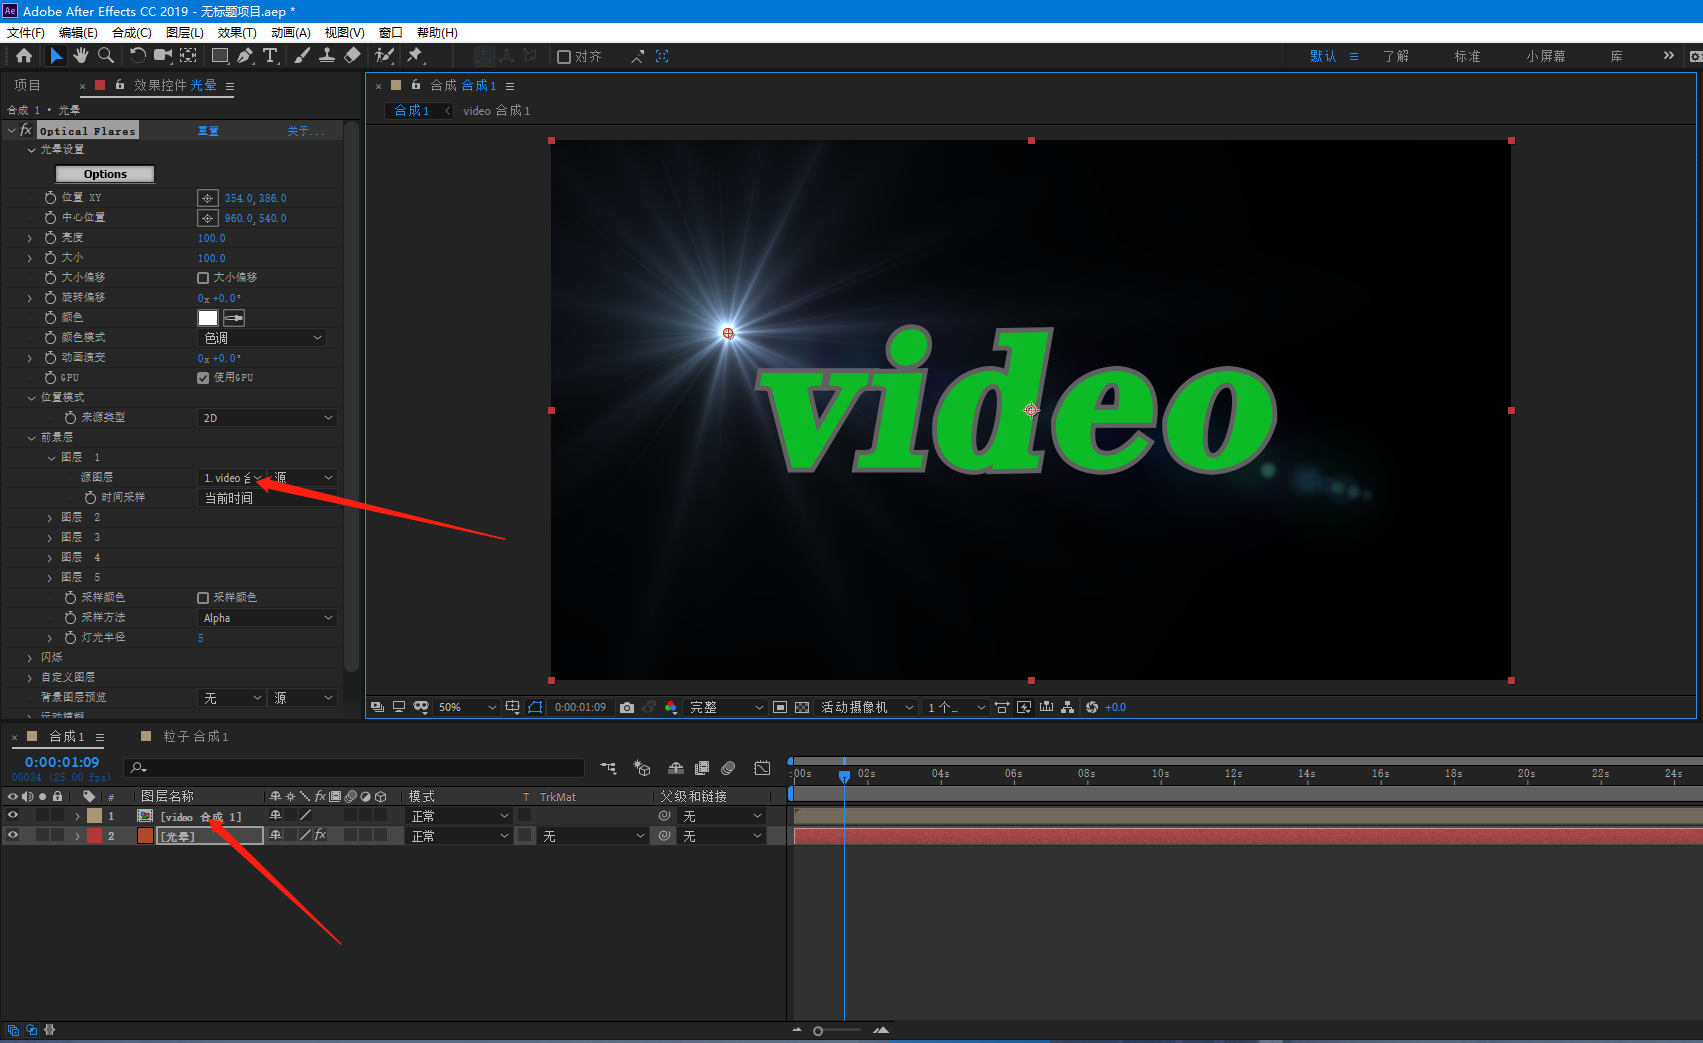 Ae Adobe After Effects CC 2019 - 无标题项目.aep *
文件(F) 编辑(E) 合成(C) 图层(L) 效果(T) 动画(A) 视图(V) 窗口 帮助(H)
对齐 默认 了解 标准 小屏幕 库
项目 × 效果控件 光晕
× 合成 合成 1
合成 1 · 光晕
合成 1 video 合成 1
fx Optical Flares 重置 关于...
光晕设置
Options
位置 XY 354.0, 386.0
中心位置 960.0, 540.0
亮度 100.0
大小 100.0
大小偏移 大小偏移
旋转偏移 0x +0.0°
颜色
颜色模式 色调
动画演变 0x +0.0°
GPU 使用GPU
位置模式
来源类型 2D
前景层
图层 1
源图层 1. video 合 源
时间采样 当前时间
图层 2
图层 3
图层 4
图层 5
采样颜色 采样颜色
采样方法 Alpha
灯光半径 5
闪烁
自定义图层
背景图层预览 无 源
运动模糊
video
50% 0:00:01:09 完整 活动摄像机 1 个... +0.0
× 合成 1 粒子 合成 1
0:00:01:09
00034 (25.00 fps)
:00s 02s 04s 06s 08s 10s 12s 14s 16s 18s 20s 22s 24s
# 图层名称 fx 模式 T TrkMat 父级和链接
1 [video 合成 1] 正常 无
2 [光晕] fx 正常 无 无